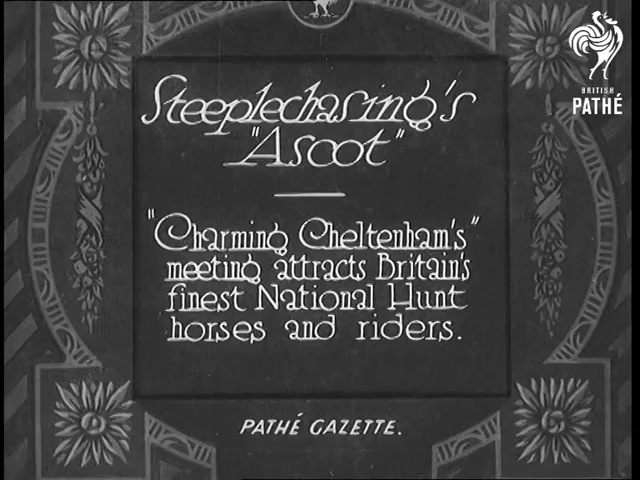 BRITISH
PATHÉ
Steeplechasing's
"Ascot"
"Charming Cheltenham's"
meeting attracts Britain's
finest National Hunt
horses and riders.
PATHÉ GAZETTE.